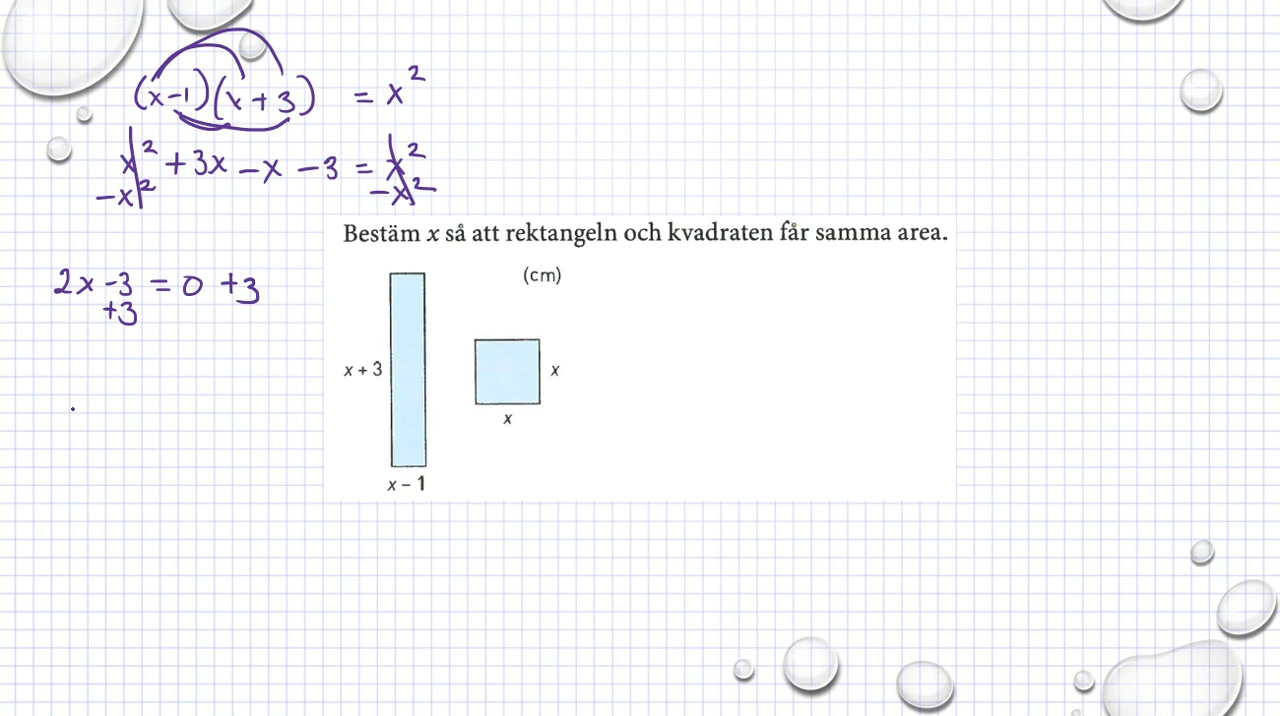 (x-1)(x+3) = x²
x² +3x -x -3 = x²
-x² -x²
Bestäm x så att rektangeln och kvadraten får samma area.
2x -3 = 0 +3
+3
(cm)
x + 3
x
x
x – 1